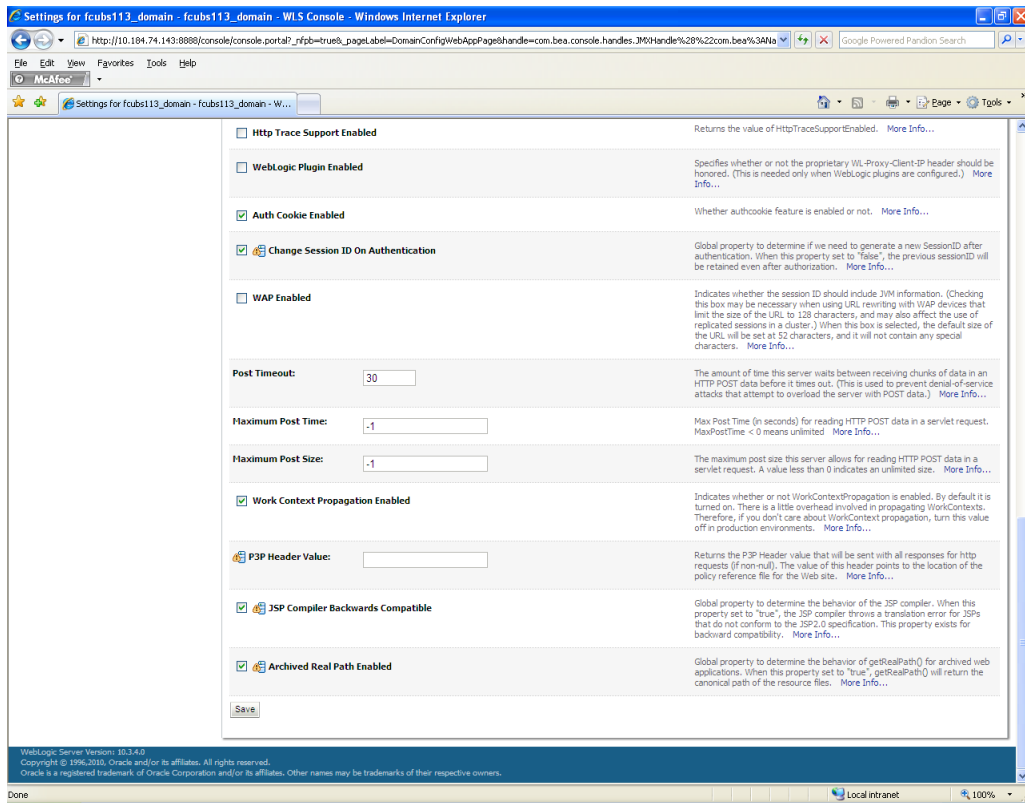 Settings for fcubs113_domain - fcubs113_domain - WLS Console - Windows Internet Explorer
http://10.184.74.143:8888/console/console.portal?_nfpb=true&_pageLabel=DomainConfigWebAppPage&handle=com.bea.console.handles.JMXHandle%28%22com.bea%3ANa
Google Powered Pandion Search
File Edit View Favorites Tools Help
McAfee
Settings for fcubs113_domain - fcubs113_domain - W...
Page Tools
Http Trace Support Enabled
Returns the value of HttpTraceSupportEnabled. More Info...
WebLogic Plugin Enabled
Specifies whether or not the proprietary WL-Proxy-Client-IP header should be
honored. (This is needed only when WebLogic plugins are configured.) More
Info...
Auth Cookie Enabled
Whether authcookie feature is enabled or not. More Info...
Change Session ID On Authentication
Global property to determine if we need to generate a new SessionID after
authentication. When this property set to "false", the previous sessionID will
be retained even after authorization. More Info...
WAP Enabled
Indicates whether the session ID should include JVM information. (Checking
this box may be necessary when using URL rewriting with WAP devices that
limit the size of the URL to 128 characters, and may also affect the use of
replicated sessions in a cluster.) When this box is selected, the default size of
the URL will be set at 52 characters, and it will not contain any special
characters. More Info...
Post Timeout:
30
The amount of time this server waits between receiving chunks of data in an
HTTP POST data before it times out. (This is used to prevent denial-of-service
attacks that attempt to overload the server with POST data.) More Info...
Maximum Post Time:
-1
Max Post Time (in seconds) for reading HTTP POST data in a servlet request.
MaxPostTime < 0 means unlimited More Info...
Maximum Post Size:
-1
The maximum post size this server allows for reading HTTP POST data in a
servlet request. A value less than 0 indicates an unlimited size. More Info...
Work Context Propagation Enabled
Indicates whether or not WorkContextPropagation is enabled. By default it is
turned on. There is a little overhead involved in propagating WorkContexts.
Therefore, if you don't care about WorkContext propagation, turn this value
off in production environments. More Info...
P3P Header Value:
Returns the P3P Header value that will be sent with all responses for http
requests (if non-null). The value of this header points to the location of the
policy reference file for the Web site. More Info...
JSP Compiler Backwards Compatible
Global property to determine the behavior of the JSP compiler. When this
property set to "true", the JSP compiler throws a translation error for JSPs
that do not conform to the JSP2.0 specification. This property exists for
backward compatibility. More Info...
Archived Real Path Enabled
Global property to determine the behavior of getRealPath() for archived web
applications. When this property set to "true", getRealPath() will return the
canonical path of the resource files. More Info...
Save
WebLogic Server Version: 10.3.4.0
Copyright © 1996,2010, Oracle and/or its affiliates. All rights reserved.
Oracle is a registered trademark of Oracle Corporation and/or its affiliates. Other names may be trademarks of their respective owners.
Done
Local intranet
100%